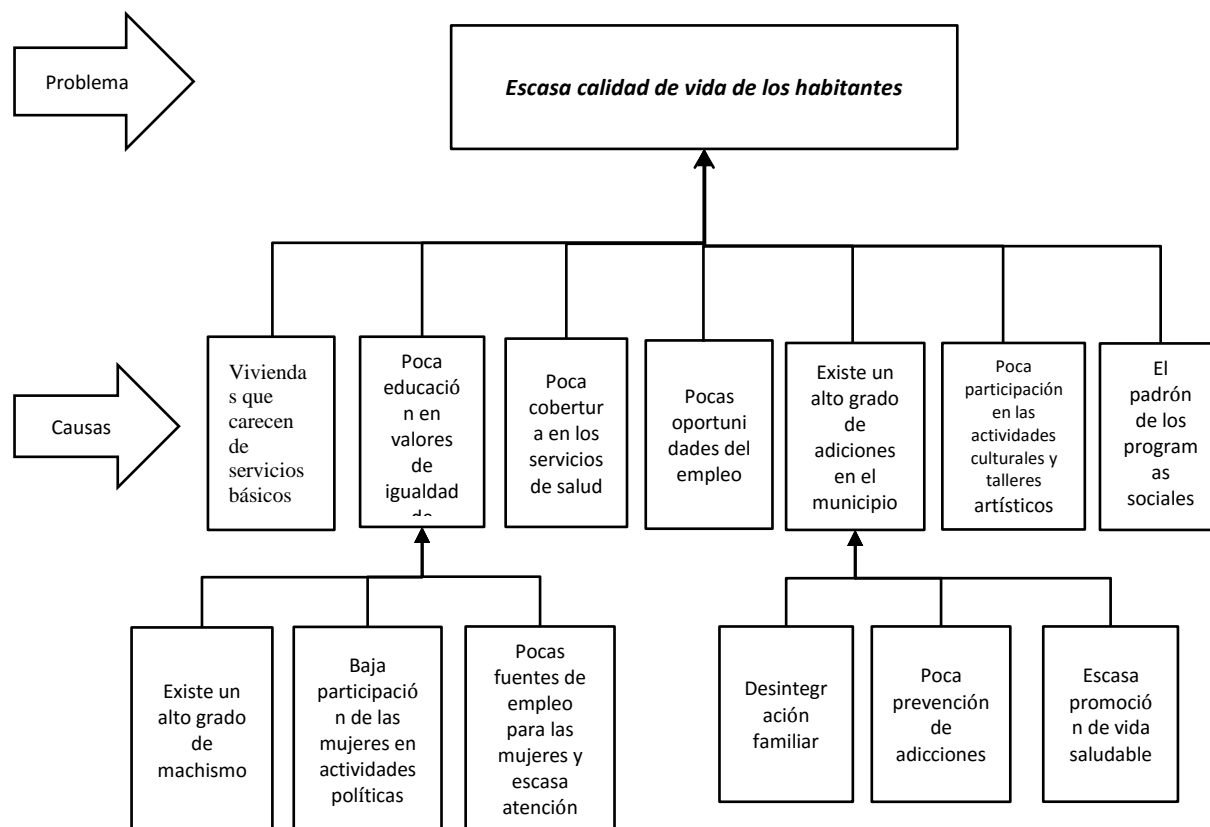 Problema
Escasa calidad de vida de los habitantes
Causas
Vivienda
s que
carecen
de
servicios
básicos
Poca
educació
n en
valores
de
igualdad
de
Poca
cobertur
a en los
servicios
de salud
Pocas
oportuni
dades del
empleo
Existe un
alto grado
de
adiciones
en el
municipio
Poca
participación
en las
actividades
culturales y
talleres
artísticos
El
padrón
de los
program
as
sociales
Existe un
alto grado
de
machismo
Baja
participació
n de las
mujeres en
actividades
políticas
Pocas
fuentes de
empleo
para las
mujeres y
escasa
atención
Desintegr
ación
familiar
Poca
prevención
de
adicciones
Escasa
promoció
n de vida
saludable